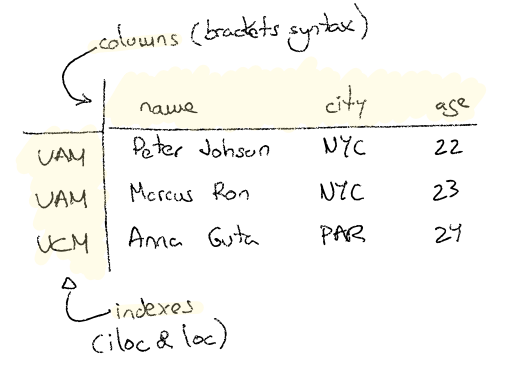 columns (brackets syntax)
name city age
UAM Peter Johson NYC 22
UAM Marcus Ron NYC 23
UCM Anna Guta PAR 24
indexes
(iloc & loc)